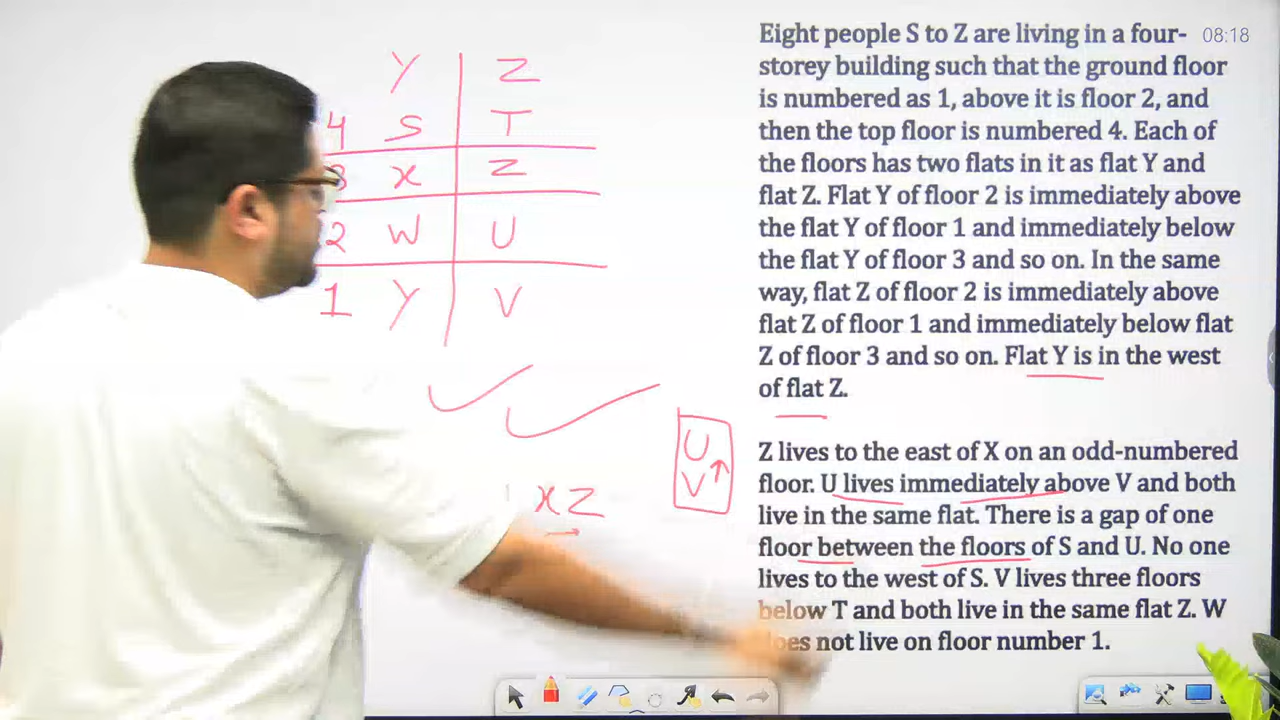 Y Z
4 S T
3 X Z
2 W U
1 Y V
U
V
X Z
Eight people S to Z are living in a four-
08:18
storey building such that the ground floor
is numbered as 1, above it is floor 2, and
then the top floor is numbered 4. Each of
the floors has two flats in it as flat Y and
flat Z. Flat Y of floor 2 is immediately above
the flat Y of floor 1 and immediately below
the flat Y of floor 3 and so on. In the same
way, flat Z of floor 2 is immediately above
flat Z of floor 1 and immediately below flat
Z of floor 3 and so on. Flat Y is in the west
of flat Z.
Z lives to the east of X on an odd-numbered
floor. U lives immediately above V and both
live in the same flat. There is a gap of one
floor between the floors of S and U. No one
lives to the west of S. V lives three floors
below T and both live in the same flat Z. W
does not live on floor number 1.